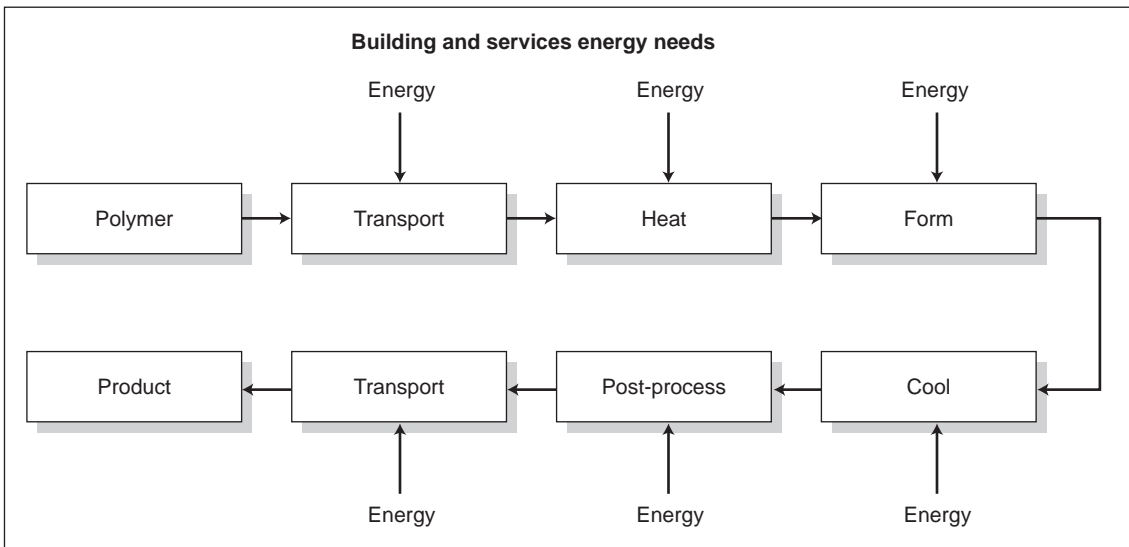 Building and services energy needs
Energy Energy Energy
Polymer Transport Heat Form
Product Transport Post-process Cool
Energy Energy Energy